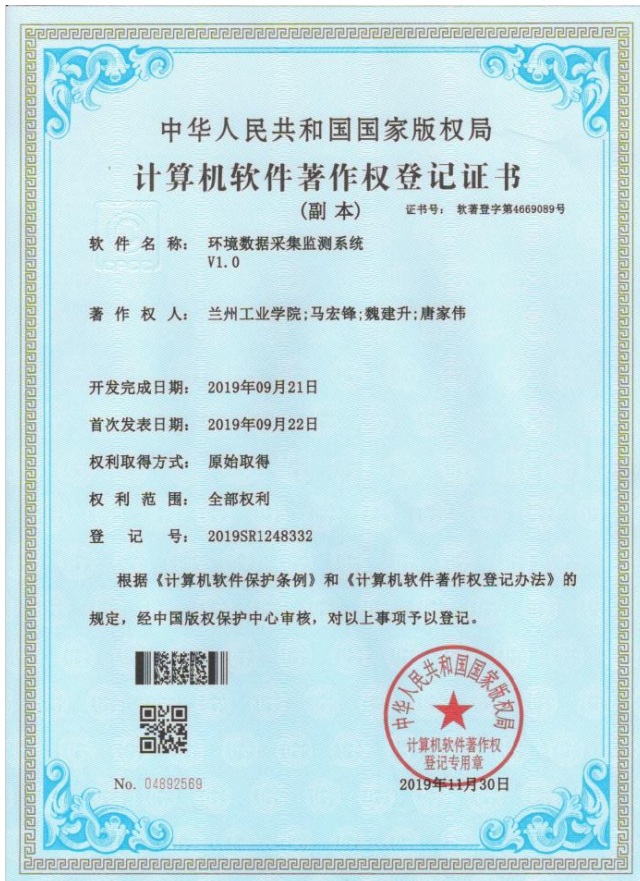 中华人民共和国国家版权局
计算机软件著作权登记证书
(副本)
证书号： 软著登字第4669089号
软件名称： 环境数据采集监测系统
V1.0
著作权人： 兰州工业学院;马宏锋;魏建升;唐家伟
开发完成日期： 2019年09月21日
首次发表日期： 2019年09月22日
权利取得方式： 原始取得
权利范围： 全部权利
登记号： 2019SR1248332
根据《计算机软件保护条例》和《计算机软件著作权登记办法》的
规定，经中国版权保护中心审核，对以上事项予以登记。
中华人民共和国国家版权局
计算机软件著作权
登记专用章
No. 04892569
2019年11月30日